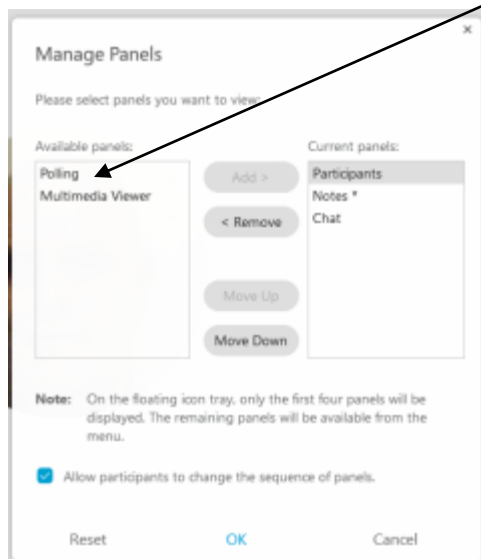 ×
Manage Panels
Please select panels you want to view:
Available panels:
Current panels:
Polling
Multimedia Viewer
Add >
< Remove
Move Up
Move Down
Participants
Notes *
Chat
Note: On the floating icon tray, only the first four panels will be
displayed. The remaining panels will be available from the
menu.
Allow participants to change the sequence of panels.
Reset
OK
Cancel